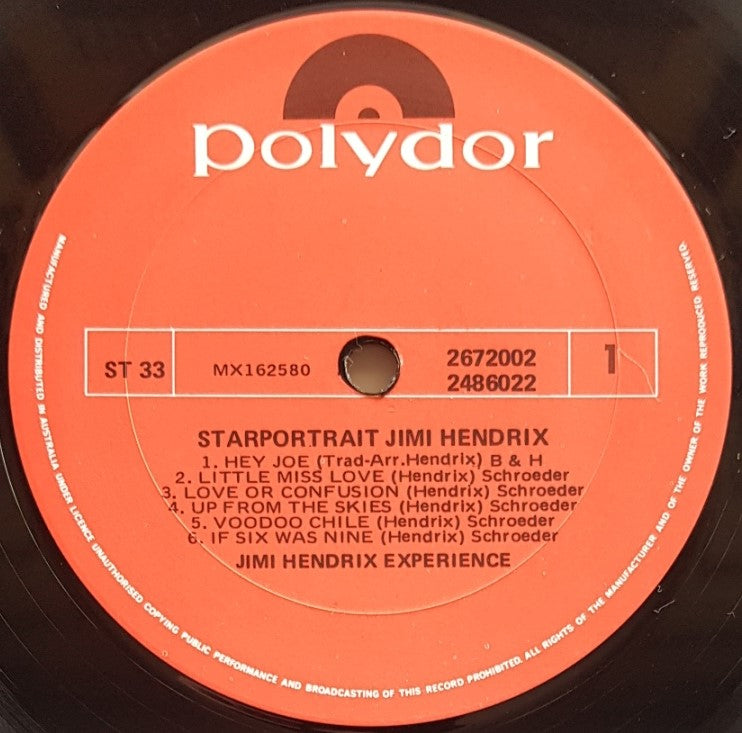 polydor
ST 33
MX162580
2672002
2486022
1
STARPORTRAIT JIMI HENDRIX
1. HEY JOE (Trad-Arr.Hendrix) B & H
2. LITTLE MISS LOVE (Hendrix) Schroeder
3. LOVE OR CONFUSION (Hendrix) Schroeder
4. UP FROM THE SKIES (Hendrix) Schroeder
5. VOODOO CHILE (Hendrix) Schroeder
6. IF SIX WAS NINE (Hendrix) Schroeder
JIMI HENDRIX EXPERIENCE
MANUFACTURED AND DISTRIBUTED IN AUSTRALIA UNDER LICENCE UNAUTHORISED COPYING PUBLIC PERFORMANCE AND BROADCASTING OF THIS RECORD PROHIBITED. ALL RIGHTS OF THE MANUFACTURER AND OF THE OWNER OF THE WORK REPRODUCED RESERVED.